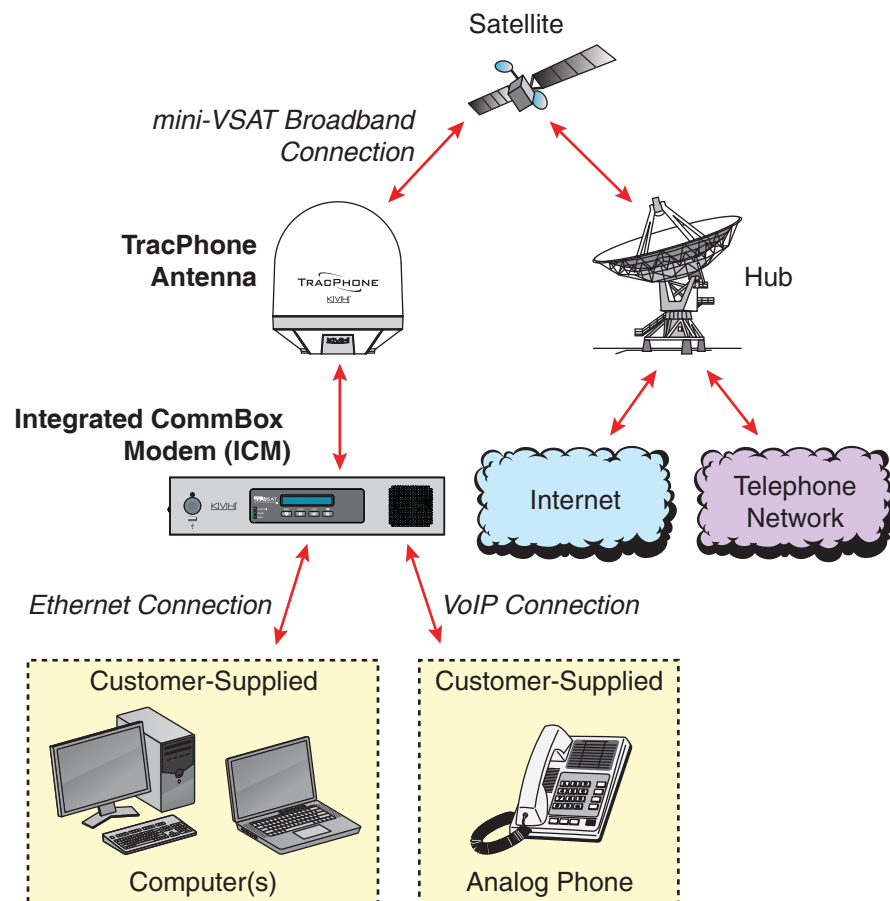 Satellite
mini-VSAT Broadband
Connection
TracPhone
Antenna
TRACPHONE
KVH
KVH
Hub
Integrated CommBox
Modem (ICM)
KVH
Internet
Telephone
Network
Ethernet Connection
VoIP Connection
Customer-Supplied
Computer(s)
Customer-Supplied
Analog Phone